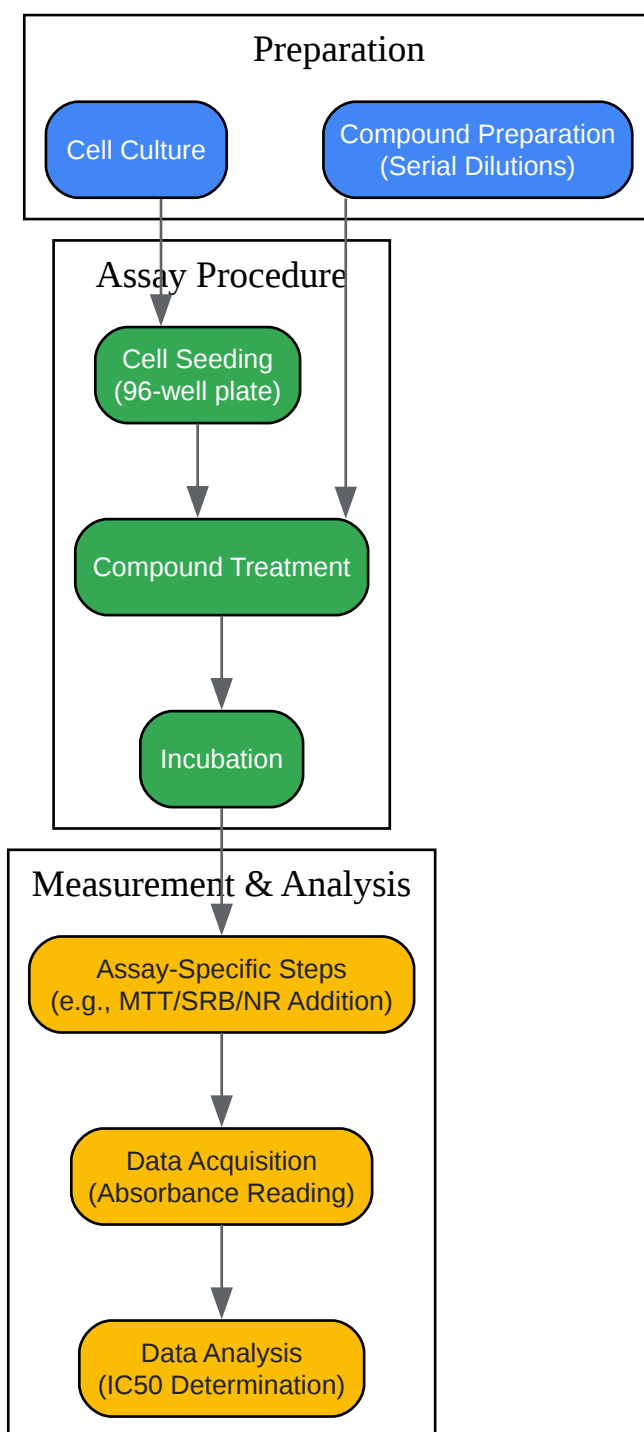 Preparation
Cell Culture
Compound Preparation
(Serial Dilutions)
Assay Procedure
Cell Seeding
(96-well plate)
Compound Treatment
Incubation
Measurement & Analysis
Assay-Specific Steps
(e.g., MTT/SRB/NR Addition)
Data Acquisition
(Absorbance Reading)
Data Analysis
(IC50 Determination)